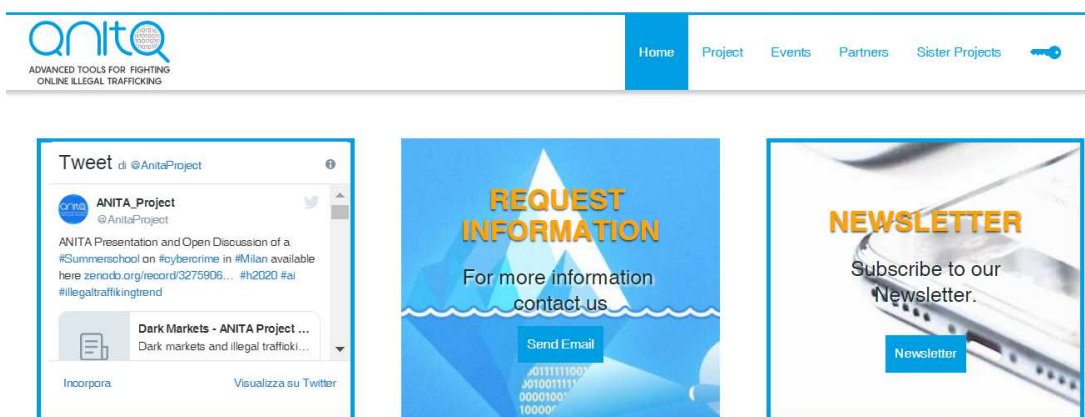 anita
ADVANCED TOOLS FOR FIGHTING
ONLINE ILLEGAL TRAFFICKING
Home Project Events Partners Sister Projects
Tweet di @AnitaProject
ANITA_Project
@AnitaProject
ANITA Presentation and Open Discussion of a
#Summerschool on #cybercrime in #Milan available
here zenodo.org/record/3275906... #h2020 #ai
#illegaltraffikingtrend
Dark Markets - ANITA Project ...
Dark markets and illegal trafficki...
Incorpora Visualizza su Twitter
REQUEST
INFORMATION
For more information
contact us
Send Email
NEWSLETTER
Subscribe to our
Newsletter.
Newsletter